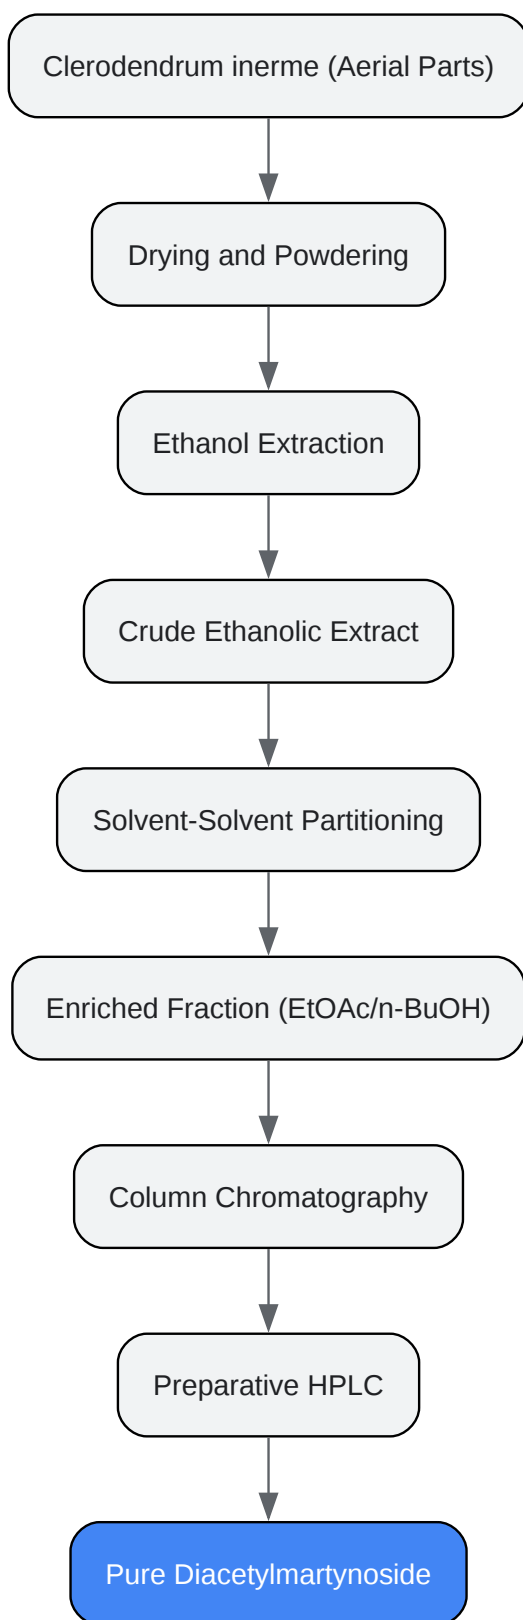 Clerodendrum inerme (Aerial Parts)
Drying and Powdering
Ethanol Extraction
Crude Ethanolic Extract
Solvent-Solvent Partitioning
Enriched Fraction (EtOAc/n-BuOH)
Column Chromatography
Preparative HPLC
Pure Diacetylmartynoside